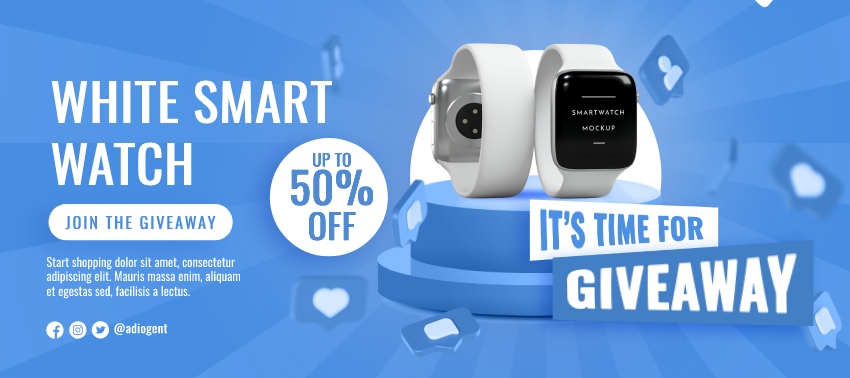 WHITE SMART
WATCH
UP TO
50%
OFF
JOIN THE GIVEAWAY
Start shopping dolor sit amet, consectetur
adipiscing elit. Mauris massa enim, aliquam
et egestas sed, facilisis a lectus.
@adiogent
SMARTWATCH
MOCKUP
IT'S TIME FOR
GIVEAWAY